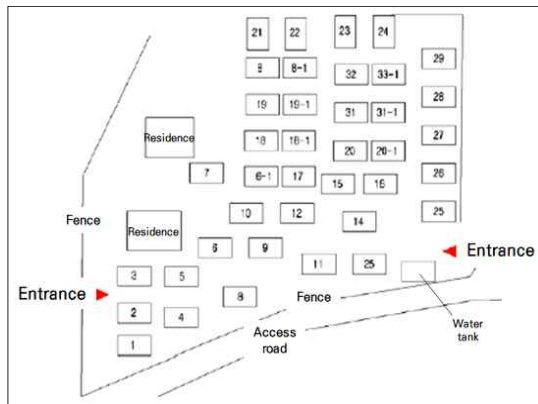 21 22 23 24
8 8-1 32 33-1 29
19 19-1 31 31-1 28
18 18-1 20 20-1 27
Residence
7 6-1 17 15 16 26
10 12 14 25
Fence
Residence
6 9
Entrance
3 5 11 25
Entrance
8 Fence
2 4
Access
road
Water
tank
1